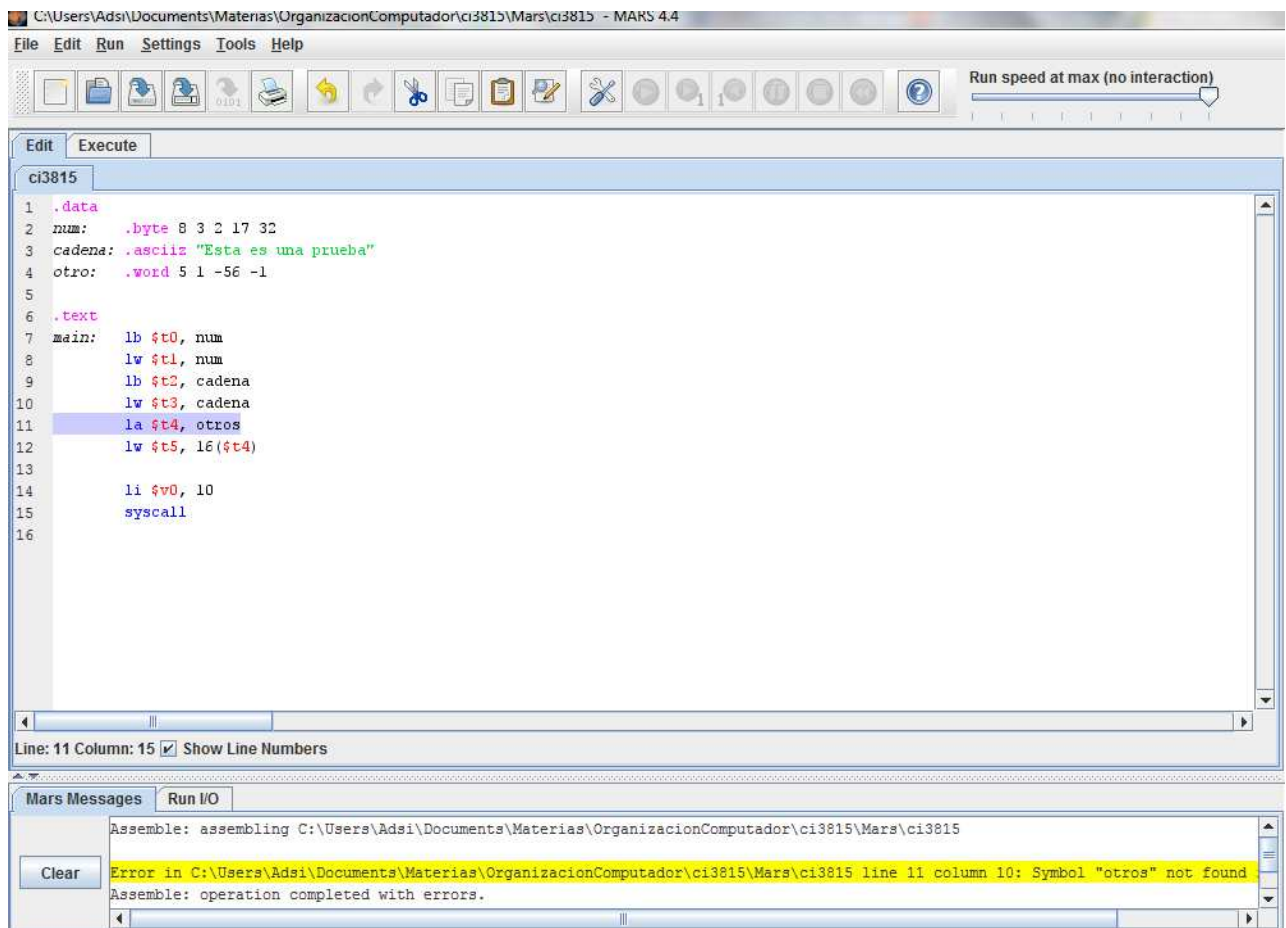 C:\Users\Adsi\Documents\Materias\OrganizacionComputador\ci3815\Mars\ci3815 - MARS 4.4
File Edit Run Settings Tools Help
Run speed at max (no interaction)
Edit Execute
ci3815
1 .data
2 num: .byte 8 3 2 17 32
3 cadena: .asciiz "Esta es una prueba"
4 otro: .word 5 1 -56 -1
5
6 .text
7 main: lb $t0, num
8 lw $t1, num
9 lb $t2, cadena
10 lw $t3, cadena
11 la $t4, otros
12 lw $t5, 16($t4)
13
14 li $v0, 10
15 syscall
16
Line: 11 Column: 15 Show Line Numbers
Mars Messages Run I/O
Assemble: assembling C:\Users\Adsi\Documents\Materias\OrganizacionComputador\ci3815\Mars\ci3815
Clear
Error in C:\Users\Adsi\Documents\Materias\OrganizacionComputador\ci3815\Mars\ci3815 line 11 column 10: Symbol "otros" not found
Assemble: operation completed with errors.